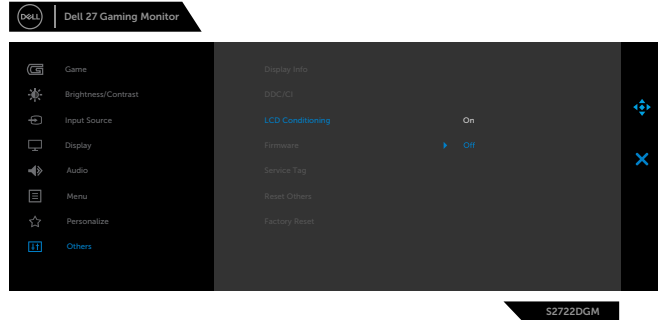 DELL
Dell 27 Gaming Monitor
Game
Display Info
Brightness/Contrast
DDC/CI
Input Source
LCD Conditioning
On
Display
Firmware
Off
Audio
Service Tag
Menu
Reset Others
Personalize
Factory Reset
Others
S2722DGM